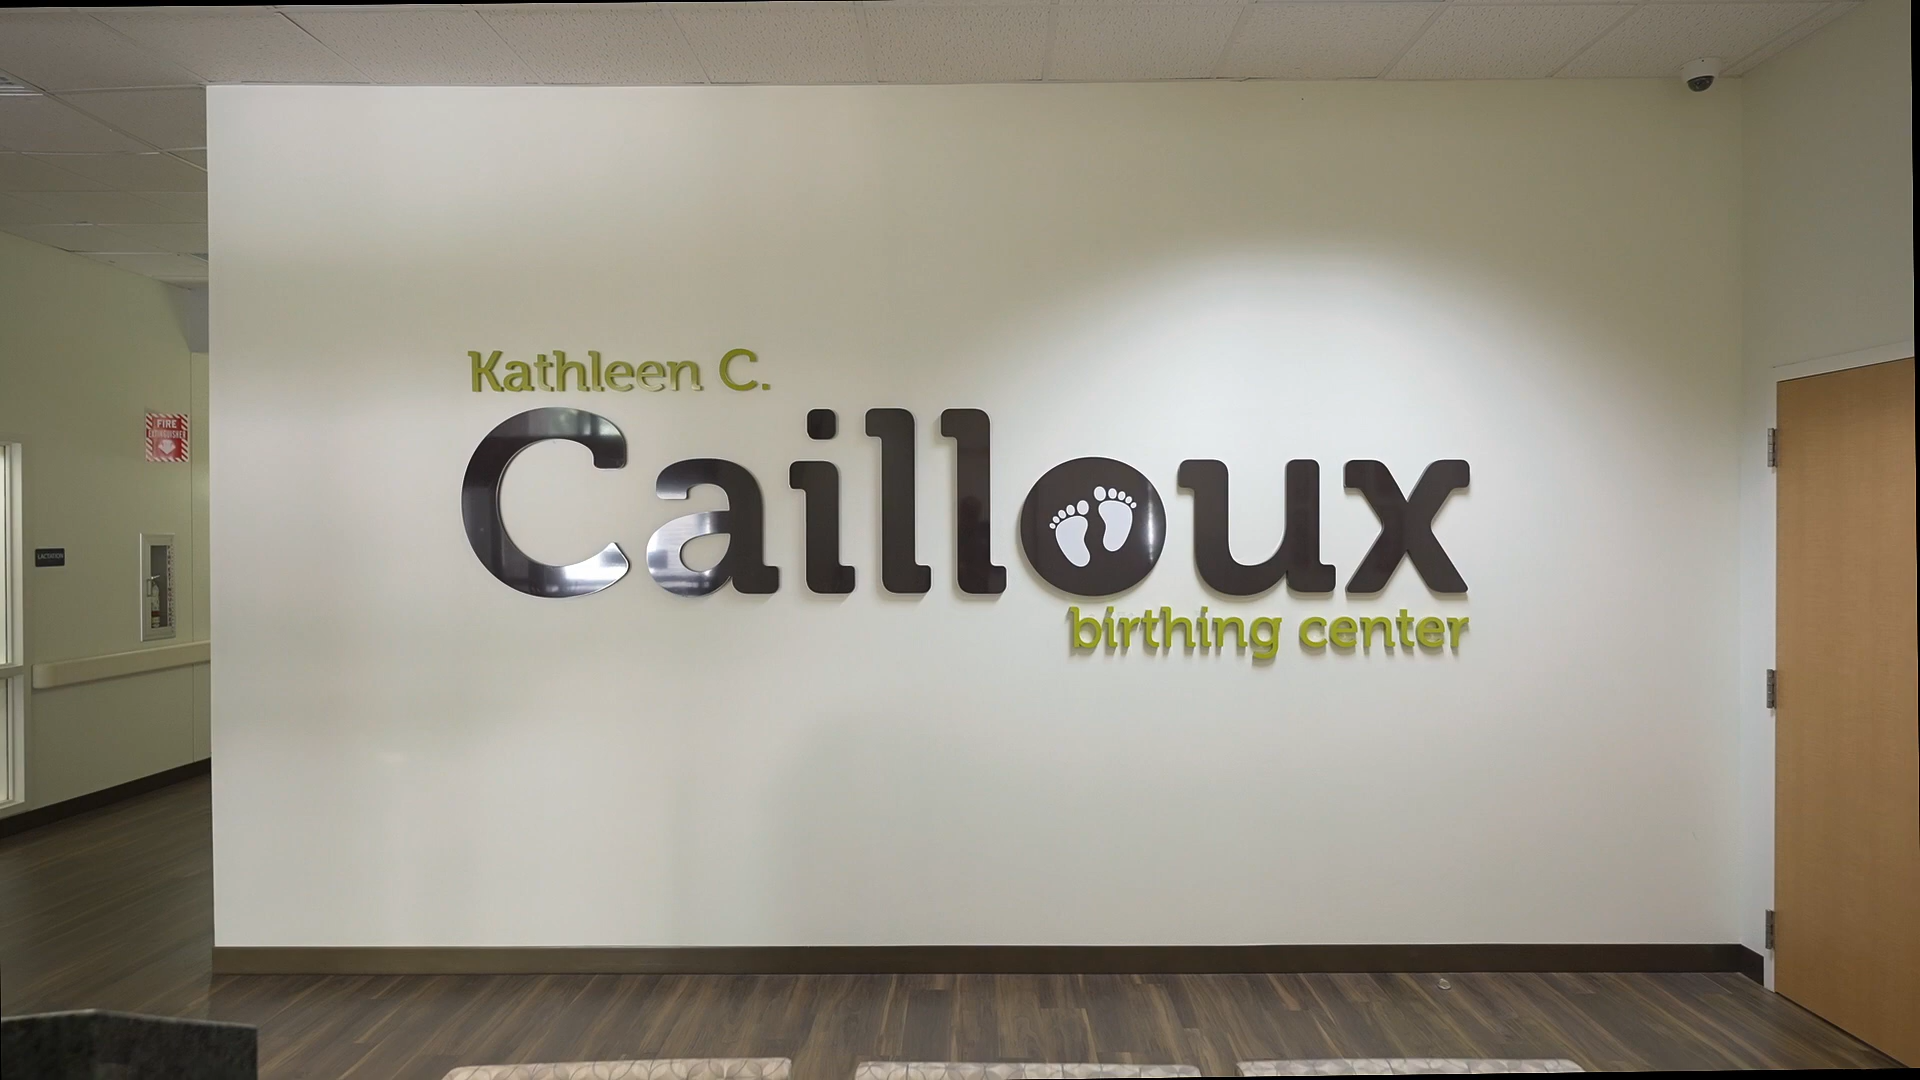 Kathleen C.
Cailloux
birthing center
FIRE
EXTINGUISHER
LACTATION